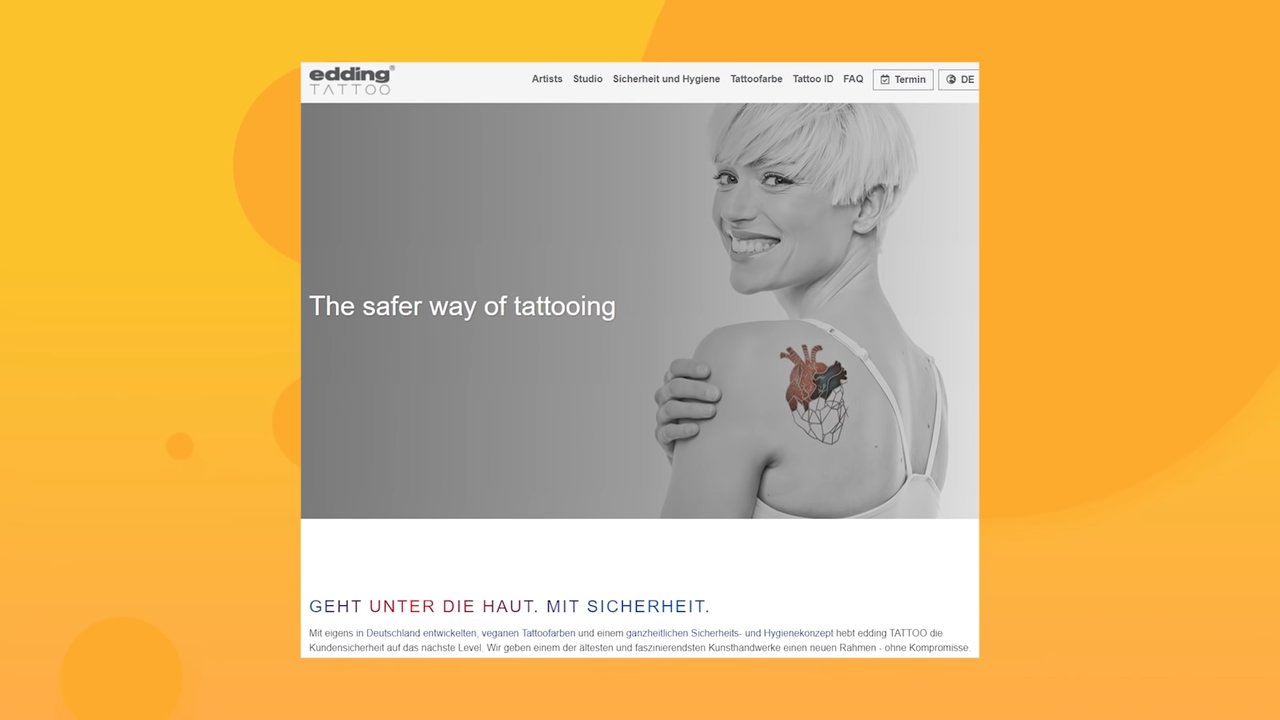 edding®
TATTOO
Artists Studio Sicherheit und Hygiene Tattoofarbe Tattoo ID FAQ Termin DE
The safer way of tattooing
GEHT UNTER DIE HAUT. MIT SICHERHEIT.
Mit eigens in Deutschland entwickelten, veganen Tattoofarben und einem ganzheitlichen Sicherheits- und Hygienekonzept hebt edding TATTOO die
Kundensicherheit auf das nächste Level. Wir geben einem der ältesten und faszinierendsten Kunsthandwerke einen neuen Rahmen - ohne Kompromisse.